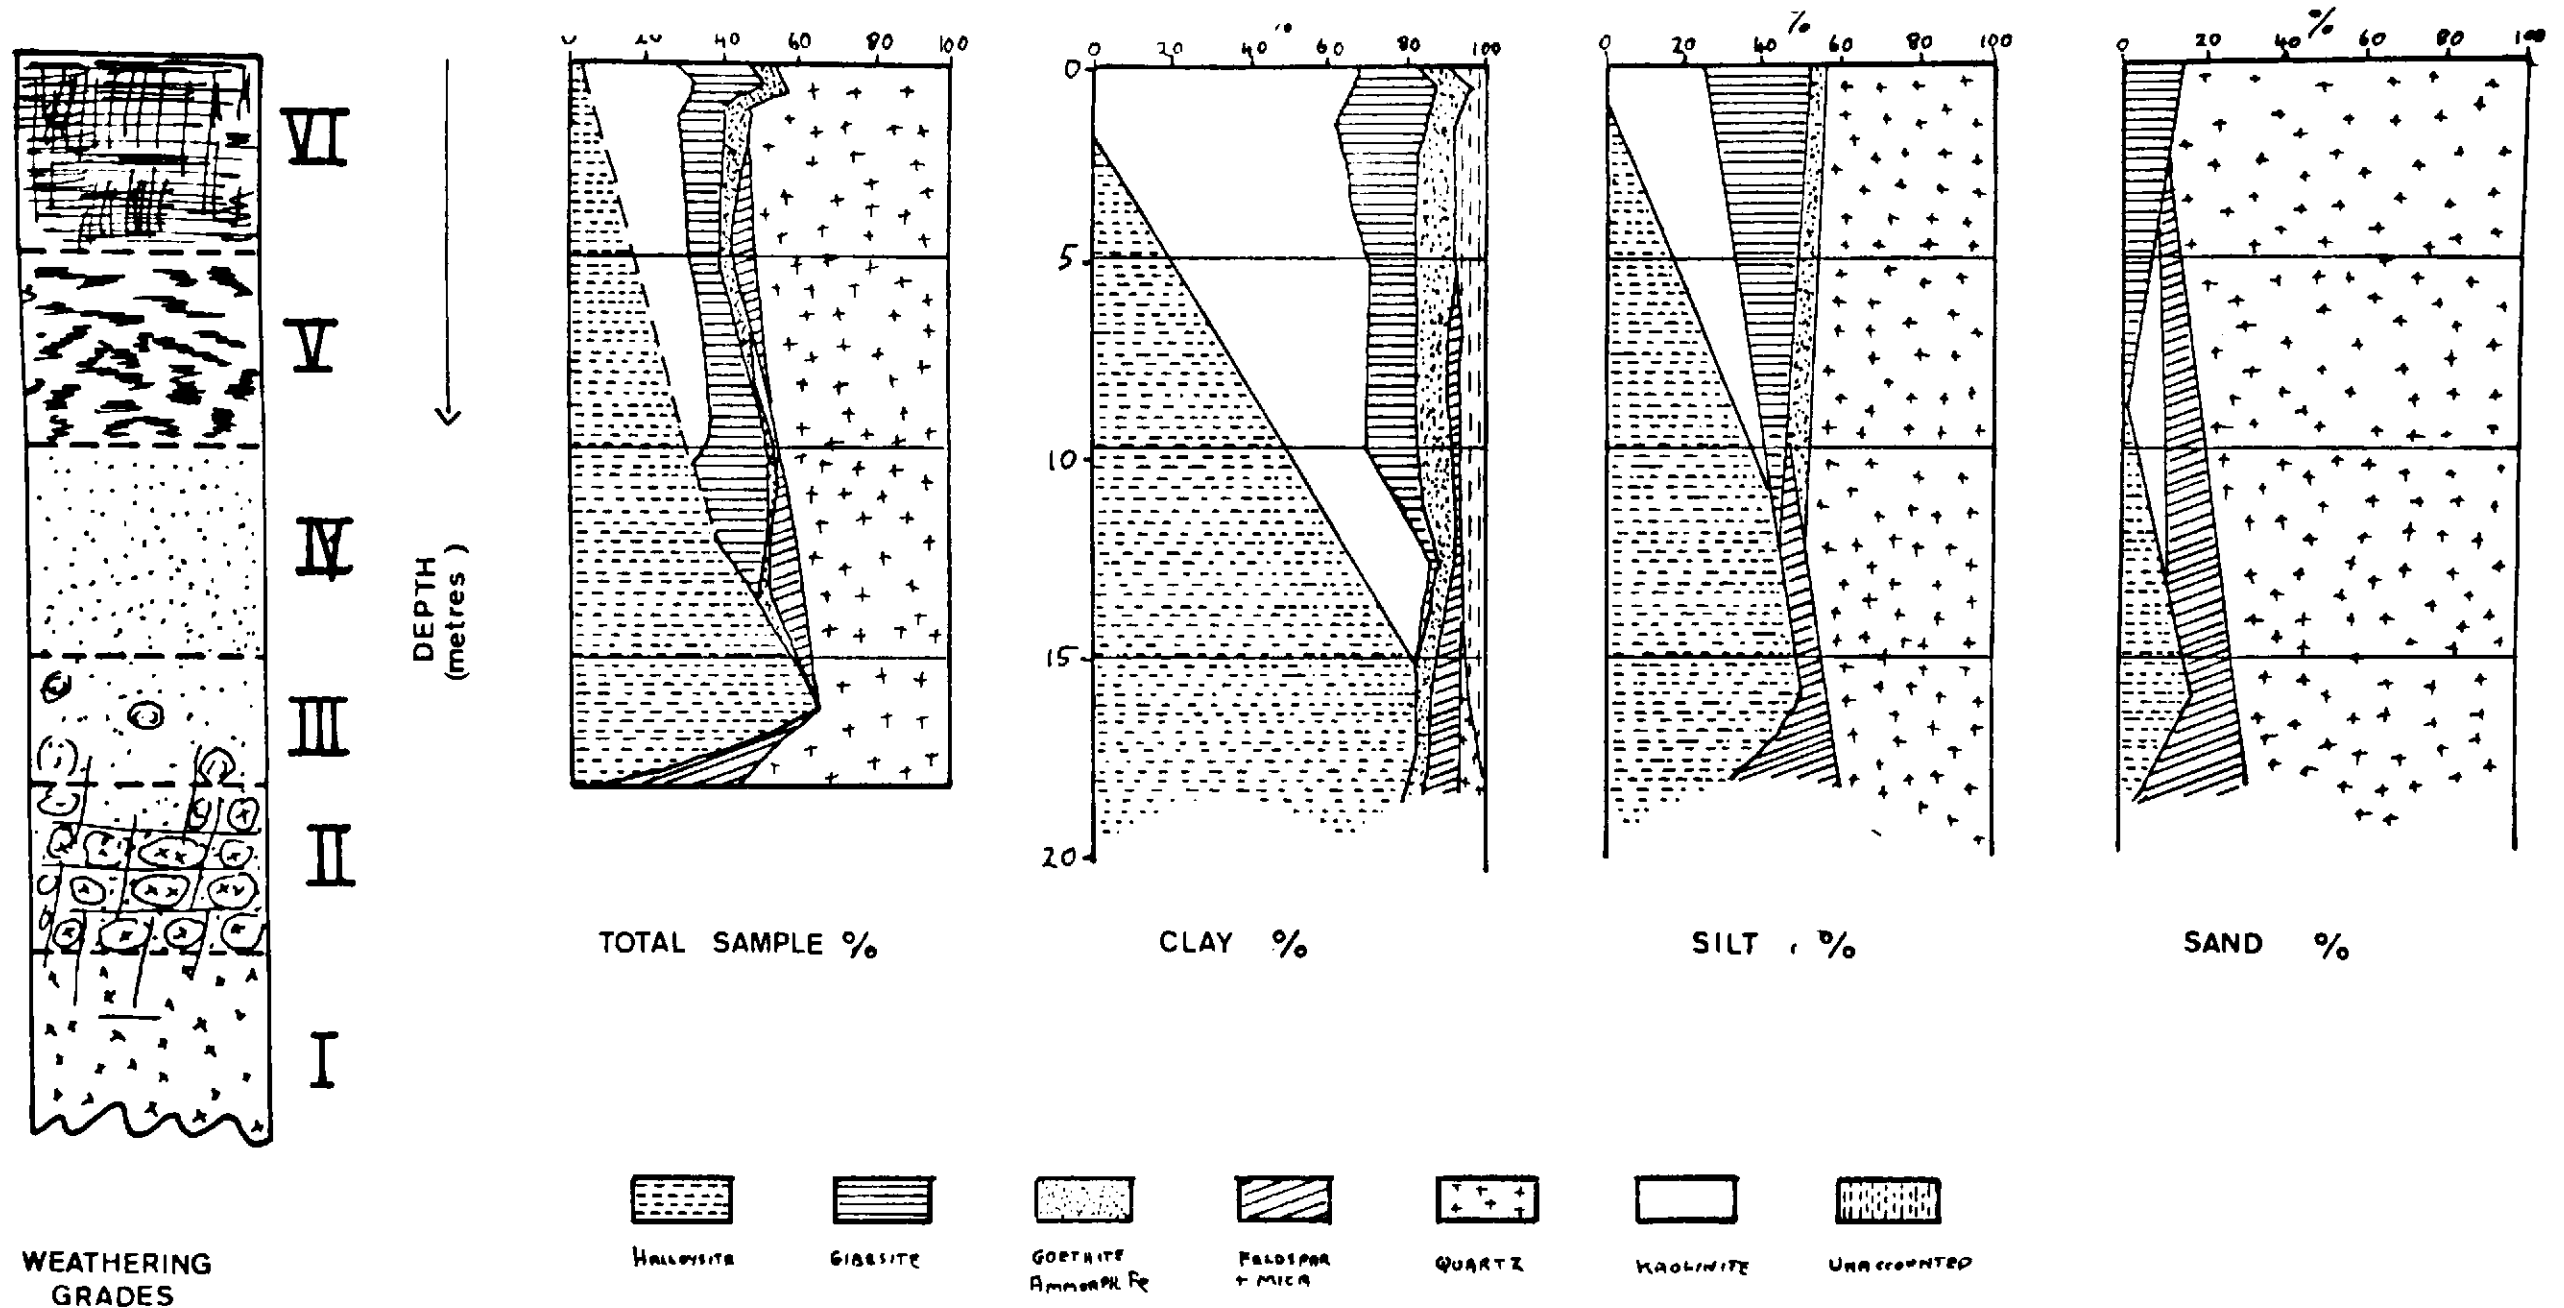 0 20 40 60 80 100
0 20 40 60 80 100
%
0 20 40 60 80 100
%
0 20 40 60 80 100
VI
V
IV
III
II
I
DEPTH
(metres)
0
5
10
15
20
TOTAL SAMPLE %
CLAY %
SILT %
SAND %
WEATHERING
GRADES
HALLOYSITE
GIBBSITE
GOETHITE
AMMORPH Fe
FELDSPAR
+ MICA
QUARTZ
KAOLINITE
UNACCOUNTED